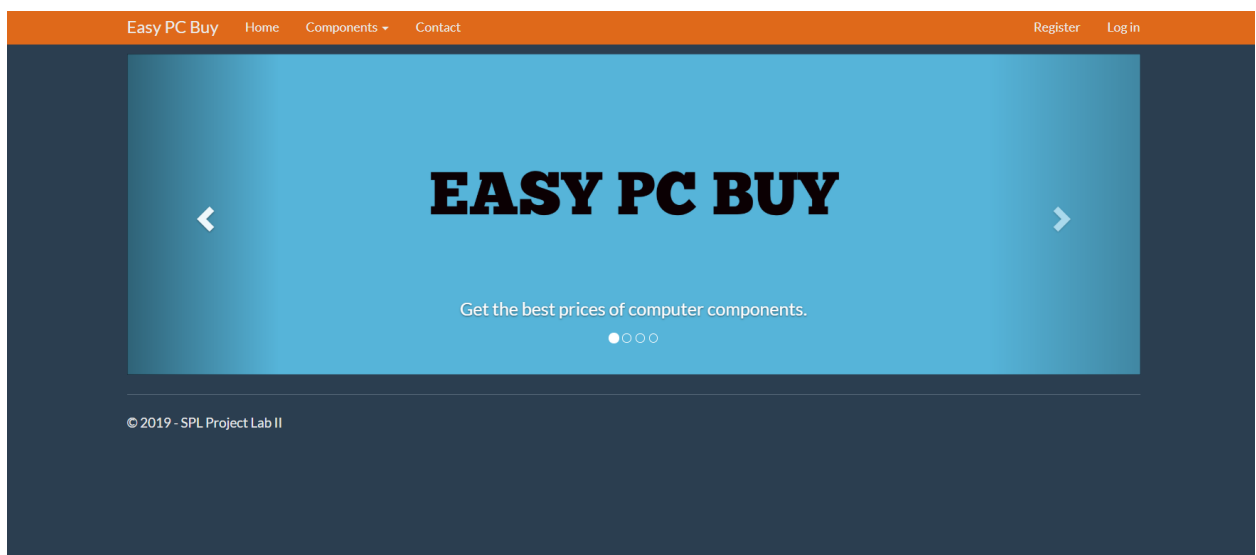 Easy PC Buy Home Components Contact Register Log in
EASY PC BUY
Get the best prices of computer components.
© 2019 - SPL Project Lab II